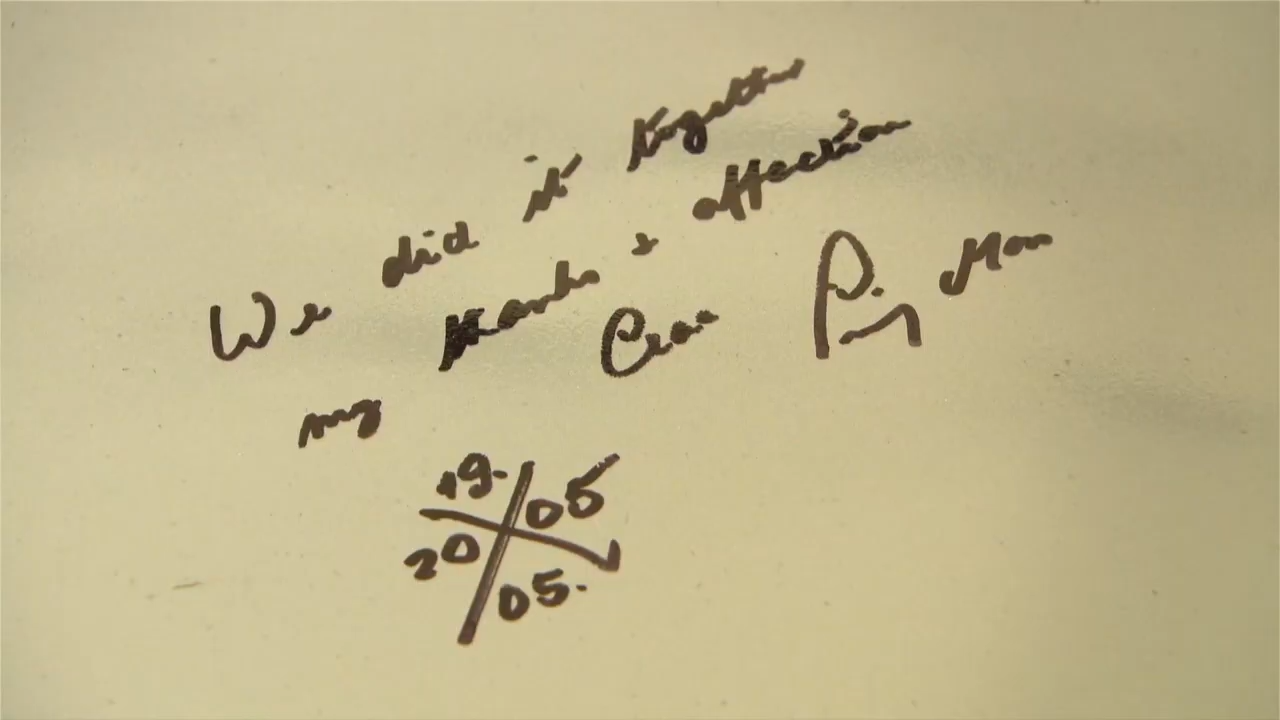 We did it together
my thanks & affection
19. 05
20 05.